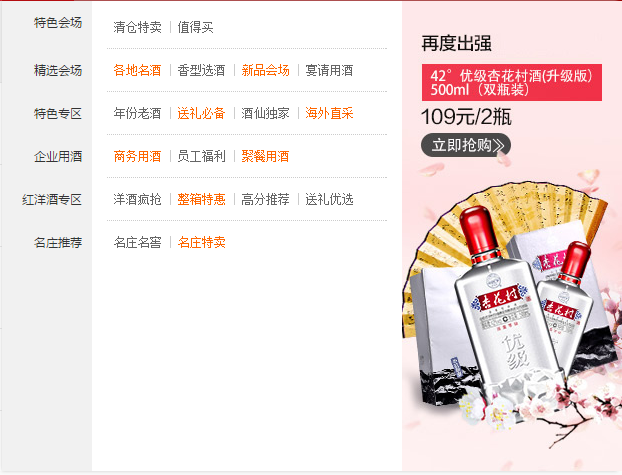 特色会场
清仓特卖 值得买
精选会场
各地名酒 香型选酒 新品会场 宴请用酒
特色专区
年份老酒 送礼必备 酒仙独家 海外直采
企业用酒
商务用酒 员工福利 聚餐用酒
红洋酒专区
洋酒疯抢 整箱特惠 高分推荐 送礼优选
名庄推荐
名庄名窖 名庄特卖
再度出强
42°优级杏花村酒(升级版)
500ml（双瓶装）
109元/2瓶
立即抢购
杏花村
优级
杏花村
杏花村